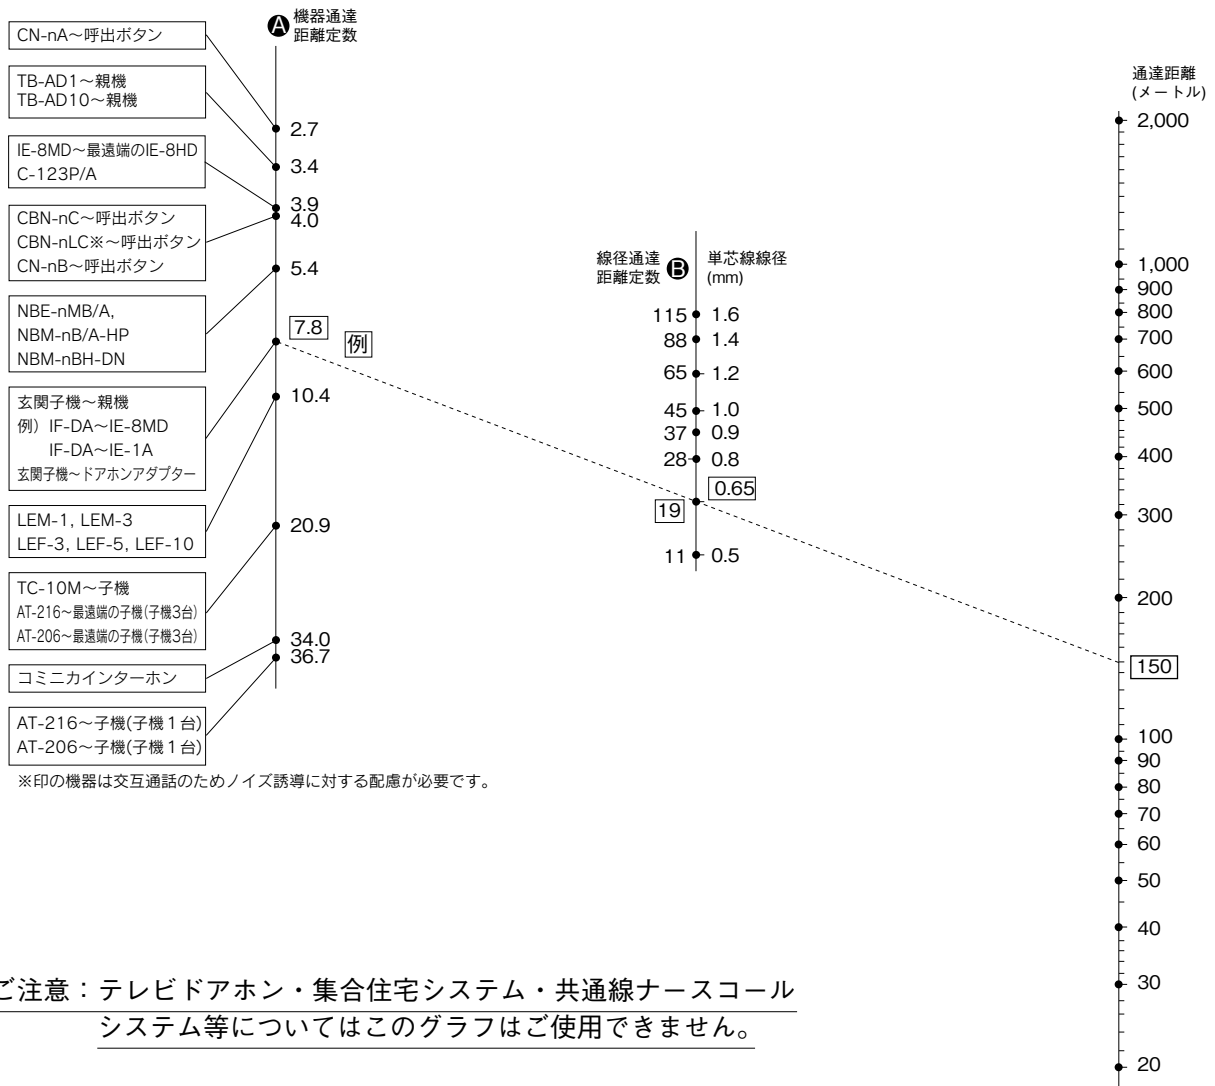 A 機器通達
距離定数
CN-nA～呼出ボタン
TB-AD1～親機
TB-AD10～親機
IE-8MD～最遠端のIE-8HD
C-123P/A
CBN-nC～呼出ボタン
CBN-nLC※～呼出ボタン
CN-nB～呼出ボタン
NBE-nMB/A,
NBM-nB/A-HP
NBM-nBH-DN
玄関子機～親機
例）IF-DA～IE-8MD
IF-DA～IE-1A
玄関子機～ドアホンアダプター
LEM-1, LEM-3
LEF-3, LEF-5, LEF-10
TC-10M～子機
AT-216～最遠端の子機(子機3台)
AT-206～最遠端の子機(子機3台)
コミニカインターホン
AT-216～子機(子機１台)
AT-206～子機(子機１台)
※印の機器は交互通話のためノイズ誘導に対する配慮が必要です。
2.7
3.4
3.9
4.0
5.4
7.8
例
10.4
20.9
34.0
36.7
線径通達
距離定数
B
単芯線線径
(mm)
115 1.6
88 1.4
65 1.2
45 1.0
37 0.9
28 0.8
19 0.65
11 0.5
通達距離
(メートル)
2,000
1,000
900
800
700
600
500
400
300
200
150
100
90
80
70
60
50
40
30
20
ご注意：テレビドアホン・集合住宅システム・共通線ナースコール
システム等についてはこのグラフはご使用できません。